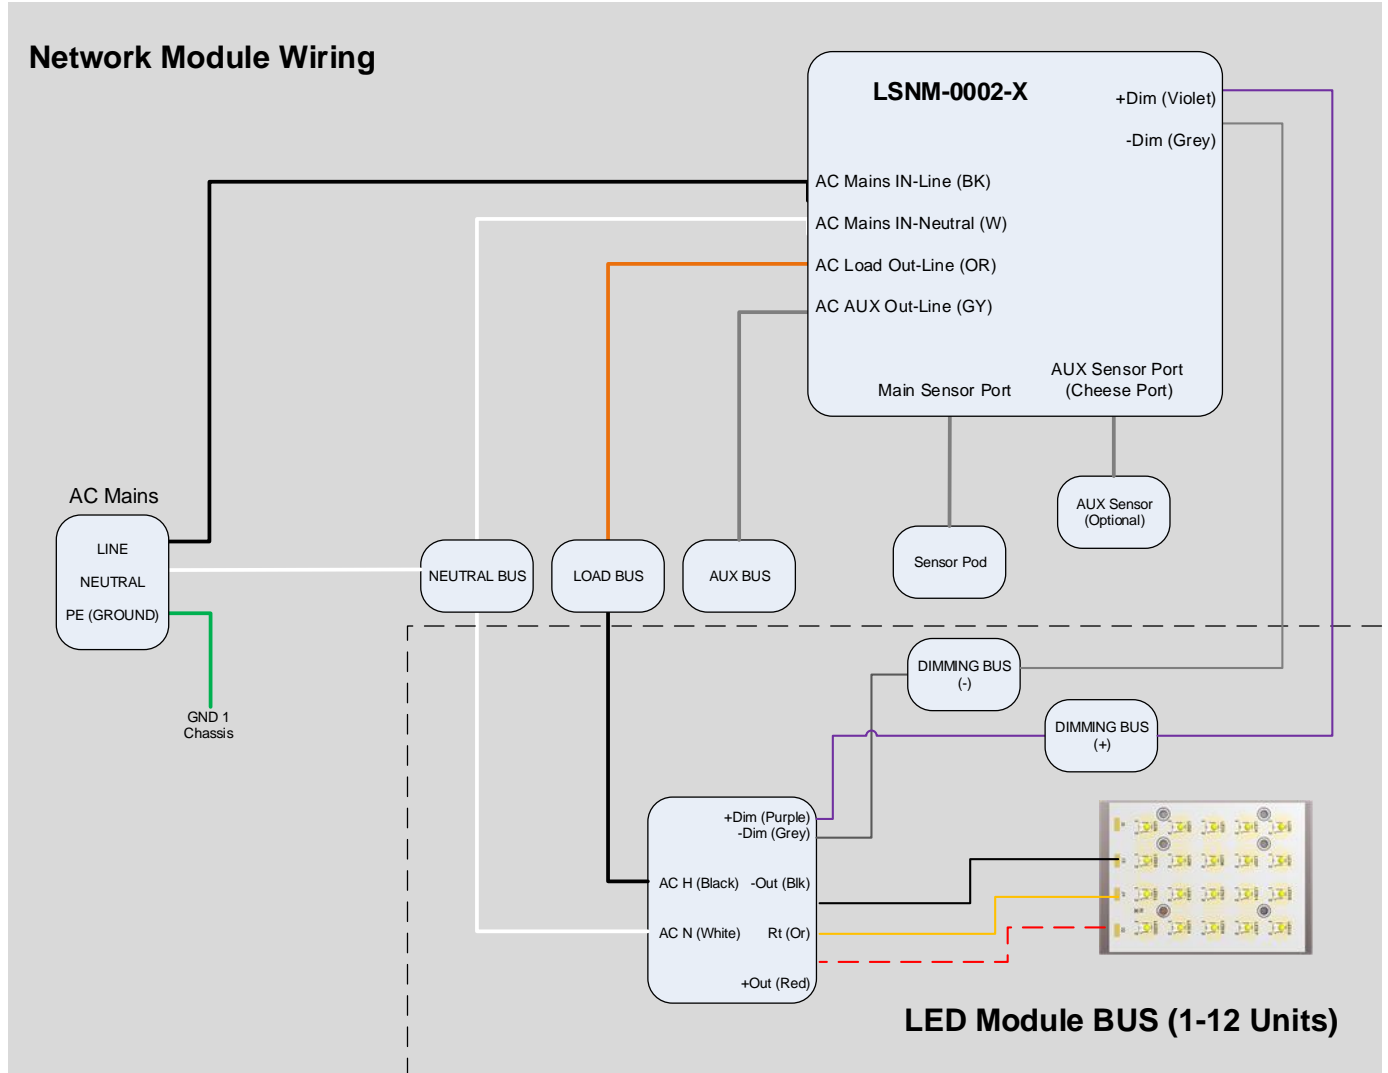 Network Module Wiring
LSNM-0002-X
+Dim (Violet)
-Dim (Grey)
AC Mains IN-Line (BK)
AC Mains IN-Neutral (W)
AC Load Out-Line (OR)
AC AUX Out-Line (GY)
Main Sensor Port
AUX Sensor Port
(Cheese Port)
AC Mains
LINE
NEUTRAL
PE (GROUND)
GND 1
Chassis
NEUTRAL BUS
LOAD BUS
AUX BUS
Sensor Pod
AUX Sensor
(Optional)
DIMMING BUS
(-)
DIMMING BUS
(+)
+Dim (Purple)
-Dim (Grey)
AC H (Black)
-Out (Blk)
AC N (White)
Rt (Or)
+Out (Red)
LED Module BUS (1-12 Units)